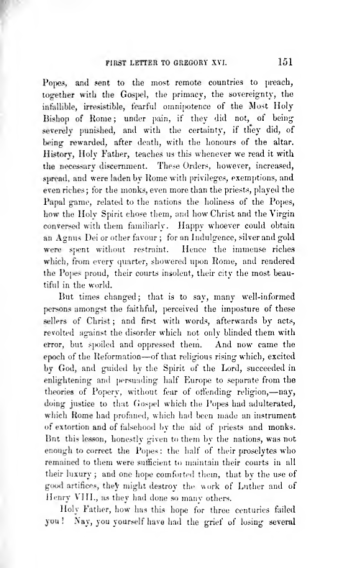 FIRST LETTER TO GREGORY XVI. 151
Popes, and sent to the most remote countries to preach,
together with the Gospel, the primacy, the sovereignty, the
infallible, irresistible, fearful omnipotence of the Most Holy
Bishop of Rome; under pain, if they did not, of being
severely punished, and with the certainty, if they did, of
being rewarded, after death, with the honours of the altar.
History, Holy Father, teaches us this whenever we read it with
the necessary discernment. These Orders, however, increased,
spread, and were laden by Rome with privileges, exemptions, and
even riches; for the monks, even more than the priests, played the
Papal game, related to the nations the holiness of the Popes,
how the Holy Spirit chose them, and how Christ and the Virgin
conversed with them familiarly. Happy whoever could obtain
an Agnus Dei or other favour; for an Indulgence, silver and gold
were spent without restraint. Hence the immense riches
which, from every quarter, showered upon Rome, and rendered
the Popes proud, their courts insolent, their city the most beau-
tiful in the world.
But times changed; that is to say, many well-informed
persons amongst the faithful, perceived the imposture of these
sellers of Christ; and first with words, afterwards by acts,
revolted against the disorder which not only blinded them with
error, but spoiled and oppressed them. And now came the
epoch of the Reformation—of that religious rising which, excited
by God, and guided by the Spirit of the Lord, succeeded in
enlightening and persuading half Europe to separate from the
theories of Popery, without fear of offending religion,—nay,
doing justice to that Gospel which the Popes had adulterated,
which Rome had profaned, which had been made an instrument
of extortion and of falsehood by the aid of priests and monks.
But this lesson, honestly given to them by the nations, was not
enough to correct the Popes: the half of their proselytes who
remained to them were sufficient to maintain their courts in all
their luxury; and one hope comforted them, that by the use of
good artifices, they might destroy the work of Luther and of
Henry VIII., as they had done so many others.
Holy Father, how has this hope for three centuries failed
you! Nay, you yourself have had the grief of losing several